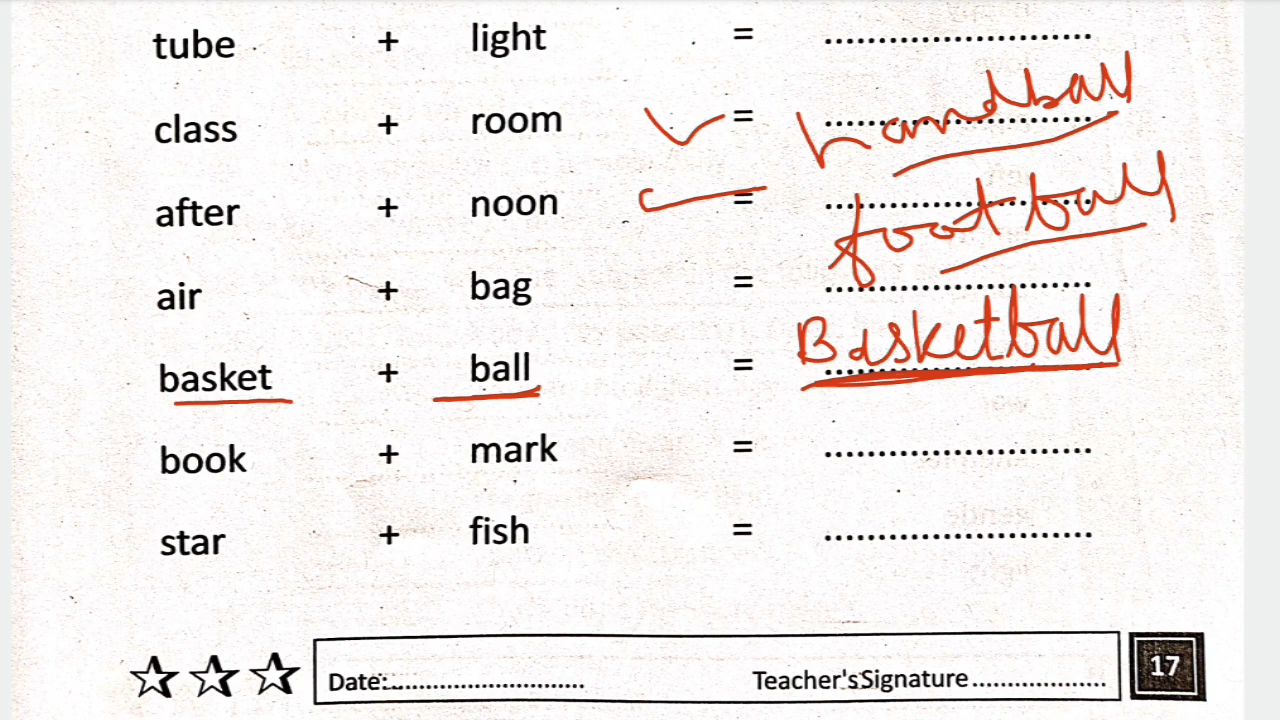 tube + light = ..............................
class + room = handball
after + noon = football
air + bag = ..............................
basket + ball = Basketball
book + mark = ..............................
star + fish = ..............................
Date:.............................. Teacher's Signature.................... 17